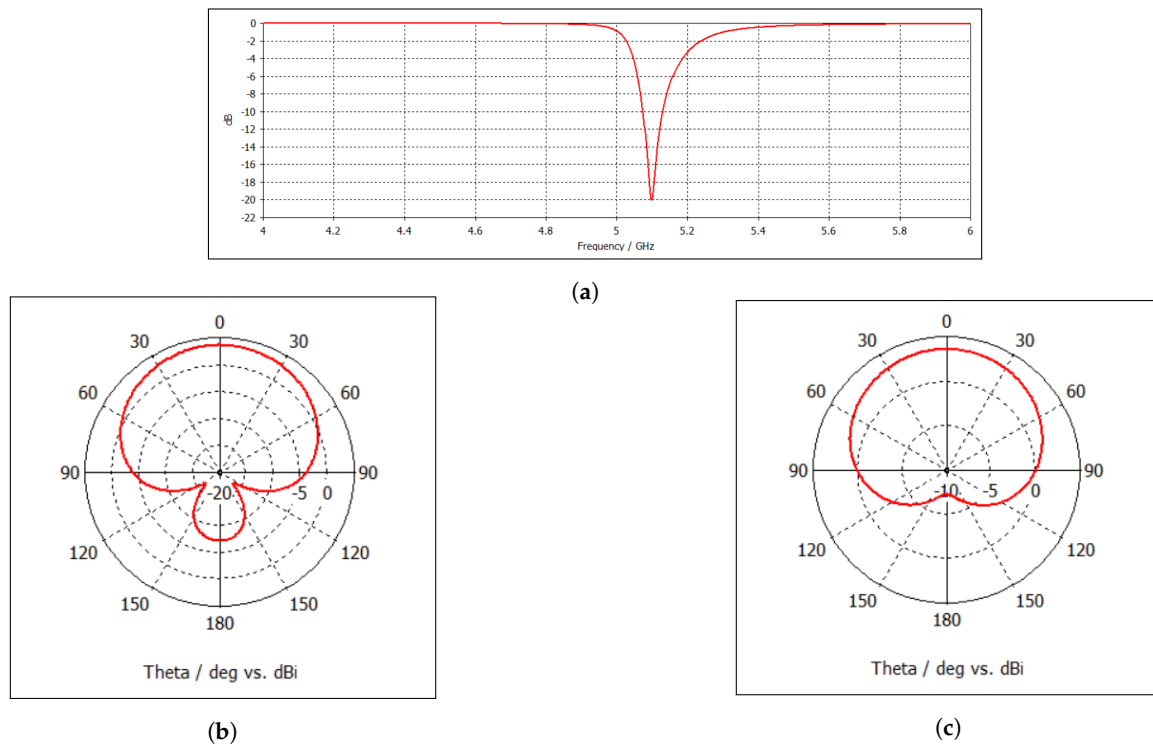 0
-2
-4
-6
-8
-10
-12
-14
-16
-18
-20
-22
dB
4 4.2 4.4 4.6 4.8 5 5.2 5.4 5.6 5.8 6
Frequency / GHz
(a)
0
30 30
60 60
90 90
-20 -5 0
120 120
150 150
180
Theta / deg vs. dBi
(b)
0
30 30
60 60
90 90
-10 -5 0
120 120
150 150
180
Theta / deg vs. dBi
(c)